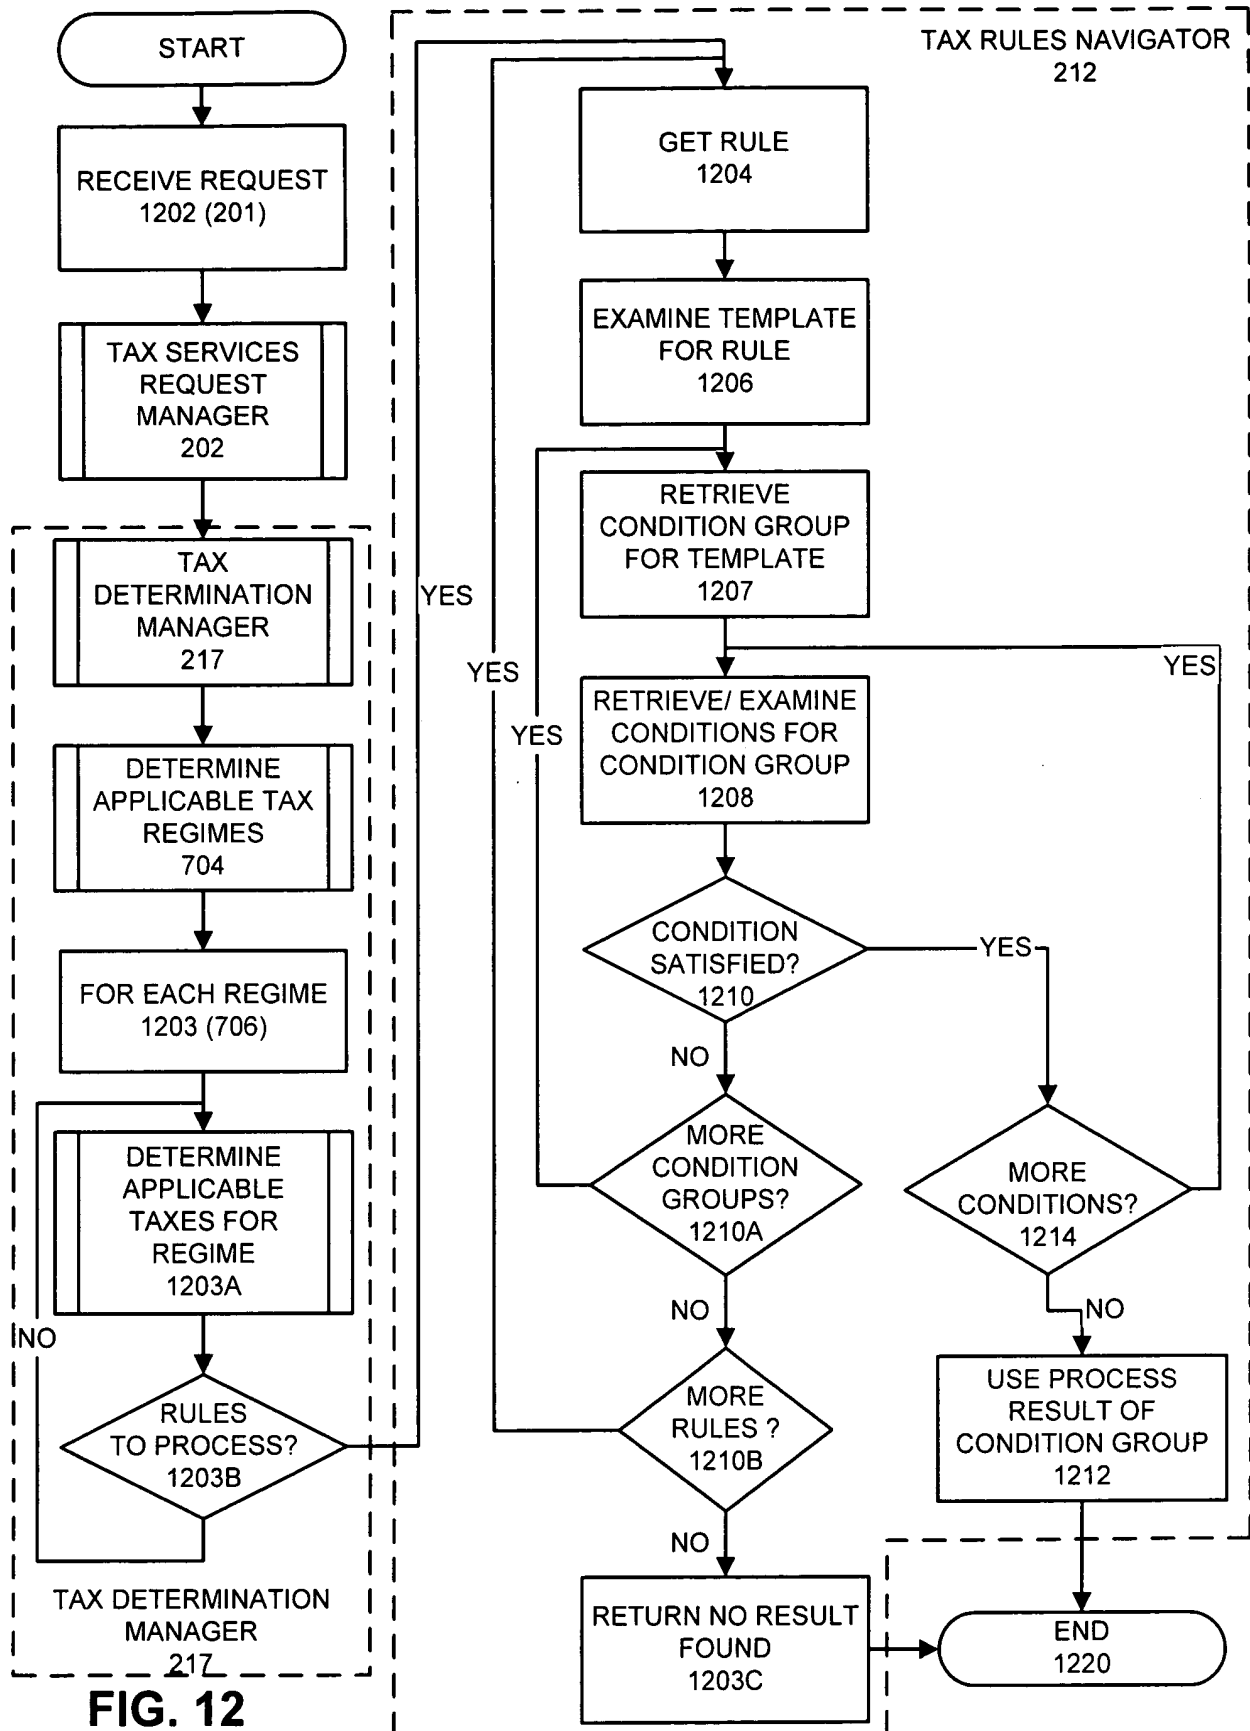 START
RECEIVE REQUEST
1202 (201)
TAX SERVICES
REQUEST
MANAGER
202
TAX
DETERMINATION
MANAGER
217
DETERMINE
APPLICABLE TAX
REGIMES
704
FOR EACH REGIME
1203 (706)
DETERMINE
APPLICABLE
TAXES FOR
REGIME
1203A
NO
RULES
TO PROCESS?
1203B
TAX DETERMINATION
MANAGER
217
FIG. 12
TAX RULES NAVIGATOR
212
GET RULE
1204
EXAMINE TEMPLATE
FOR RULE
1206
RETRIEVE
CONDITION GROUP
FOR TEMPLATE
1207
YES
YES
YES
YES
RETRIEVE/ EXAMINE
CONDITIONS FOR
CONDITION GROUP
1208
CONDITION
SATISFIED?
1210
YES
NO
MORE
CONDITION
GROUPS?
1210A
MORE
CONDITIONS?
1214
NO
NO
MORE
RULES ?
1210B
USE PROCESS
RESULT OF
CONDITION GROUP
1212
NO
RETURN NO RESULT
FOUND
1203C
END
1220